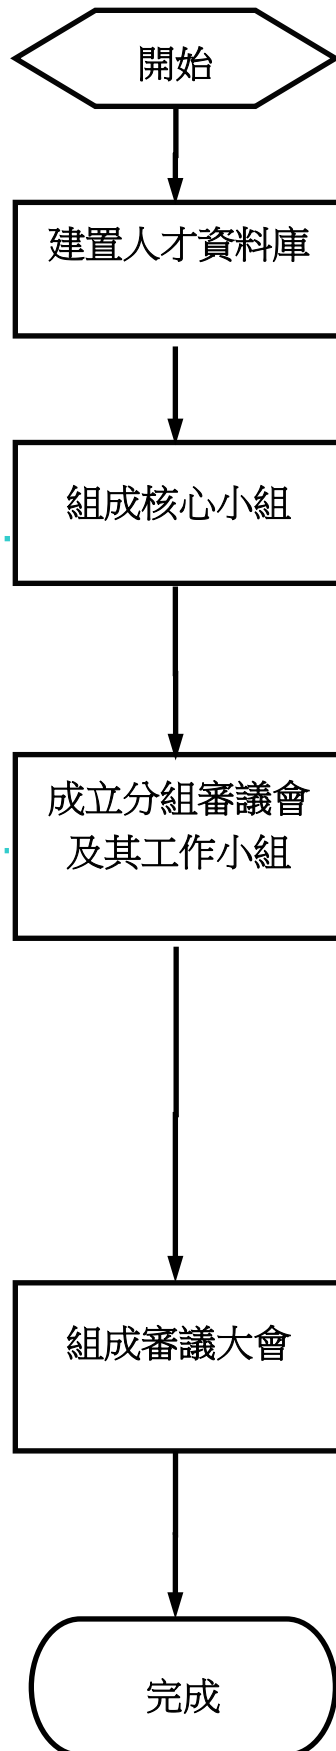 開始
建置人才資料庫
組成核心小組
成立分組審議會
及其工作小組
組成審議大會
完成